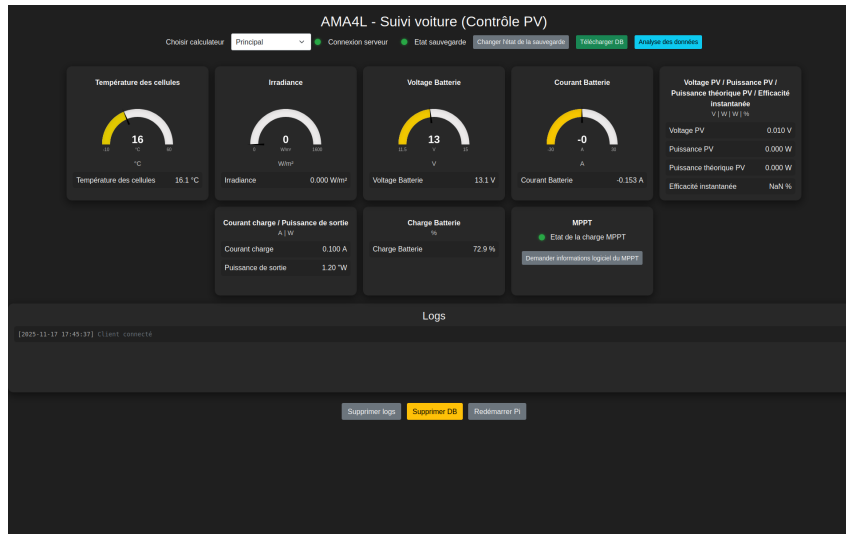 AMA4L - Suivi voiture (Contrôle PV)
Choisir calculateur Principal Connexion serveur Etat sauvegarde Changer l'état de la sauvegarde Télécharger DB Analyse des données
Température des cellules
16
-10 °C 60
°C
Température des cellules 16.1 °C
Irradiance
0
0 W/m² 1600
W/m²
Irradiance 0.000 W/m²
Voltage Batterie
13
11.5 V 15
V
Voltage Batterie 13.1 V
Courant Batterie
-0
-30 A 30
A
Courant Batterie -0.153 A
Voltage PV / Puissance PV /
Puissance théorique PV / Efficacité
instantanée
V | W | W | %
Voltage PV 0.010 V
Puissance PV 0.000 W
Puissance théorique PV 0.000 W
Efficacité instantanée NaN %
Courant charge / Puissance de sortie
A | W
Courant charge 0.100 A
Puissance de sortie 1.20 "W
Charge Batterie
%
Charge Batterie 72.9 %
MPPT
Etat de la charge MPPT
Demander informations logiciel du MPPT
Logs
[2025-11-17 17:45:37] Client connecté
Supprimer logs Supprimer DB Redémarrer Pi